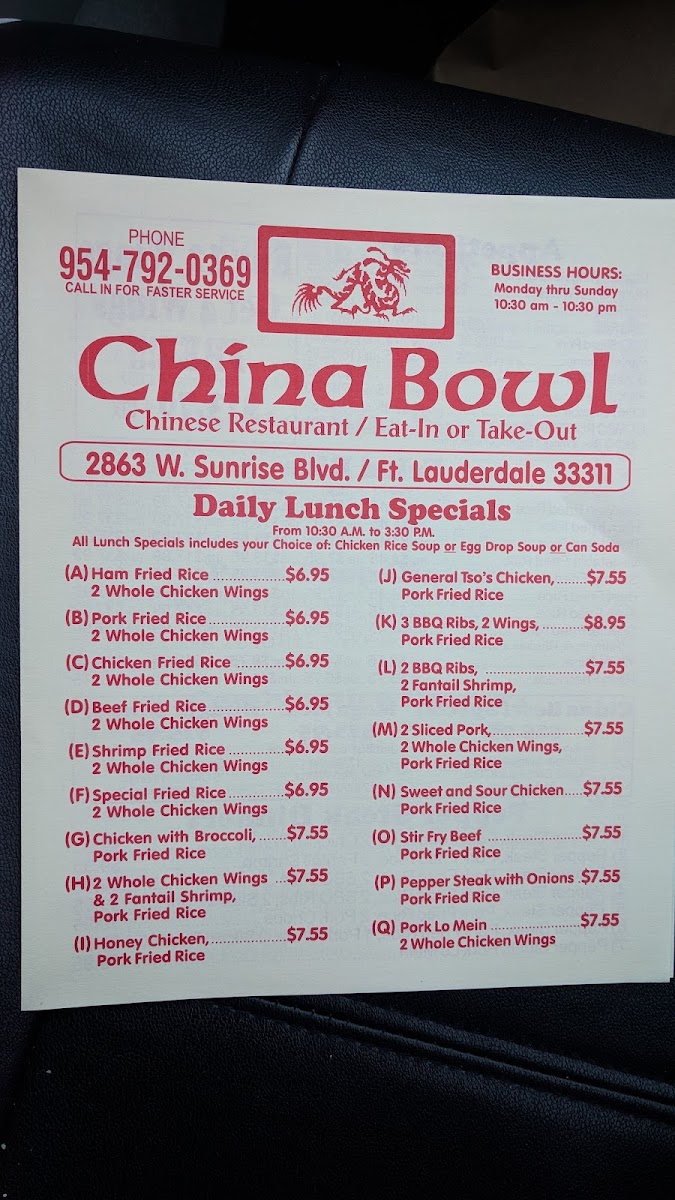 PHONE
954-792-0369
CALL IN FOR FASTER SERVICE
BUSINESS HOURS:
Monday thru Sunday
10:30 am - 10:30 pm
China Bowl
Chinese Restaurant / Eat-In or Take-Out
2863 W. Sunrise Blvd. / Ft. Lauderdale 33311
Daily Lunch Specials
From 10:30 A.M. to 3:30 P.M.
All Lunch Specials includes your Choice of: Chicken Rice Soup or Egg Drop Soup or Can Soda
(A) Ham Fried Rice ..............$6.95
2 Whole Chicken Wings
(B) Pork Fried Rice..............$6.95
2 Whole Chicken Wings
(C) Chicken Fried Rice .........$6.95
2 Whole Chicken Wings
(D) Beef Fried Rice..............$6.95
2 Whole Chicken Wings
(E) Shrimp Fried Rice ..........$6.95
2 Whole Chicken Wings
(F) Special Fried Rice..........$6.95
2 Whole Chicken Wings
(G) Chicken with Broccoli,......$7.55
Pork Fried Rice
(H) 2 Whole Chicken Wings ...$7.55
& 2 Fantail Shrimp,
Pork Fried Rice
(I) Honey Chicken,..............$7.55
Pork Fried Rice
(J) General Tso's Chicken,.......$7.55
Pork Fried Rice
(K) 3 BBQ Ribs, 2 Wings,.........$8.95
Pork Fried Rice
(L) 2 BBQ Ribs, ....................$7.55
2 Fantail Shrimp,
Pork Fried Rice
(M) 2 Sliced Pork,..................$7.55
2 Whole Chicken Wings,
Pork Fried Rice
(N) Sweet and Sour Chicken....$7.55
Pork Fried Rice
(O) Stir Fry Beef ...................$7.55
Pork Fried Rice
(P) Pepper Steak with Onions .$7.55
Pork Fried Rice
(Q) Pork Lo Mein ..................$7.55
2 Whole Chicken Wings